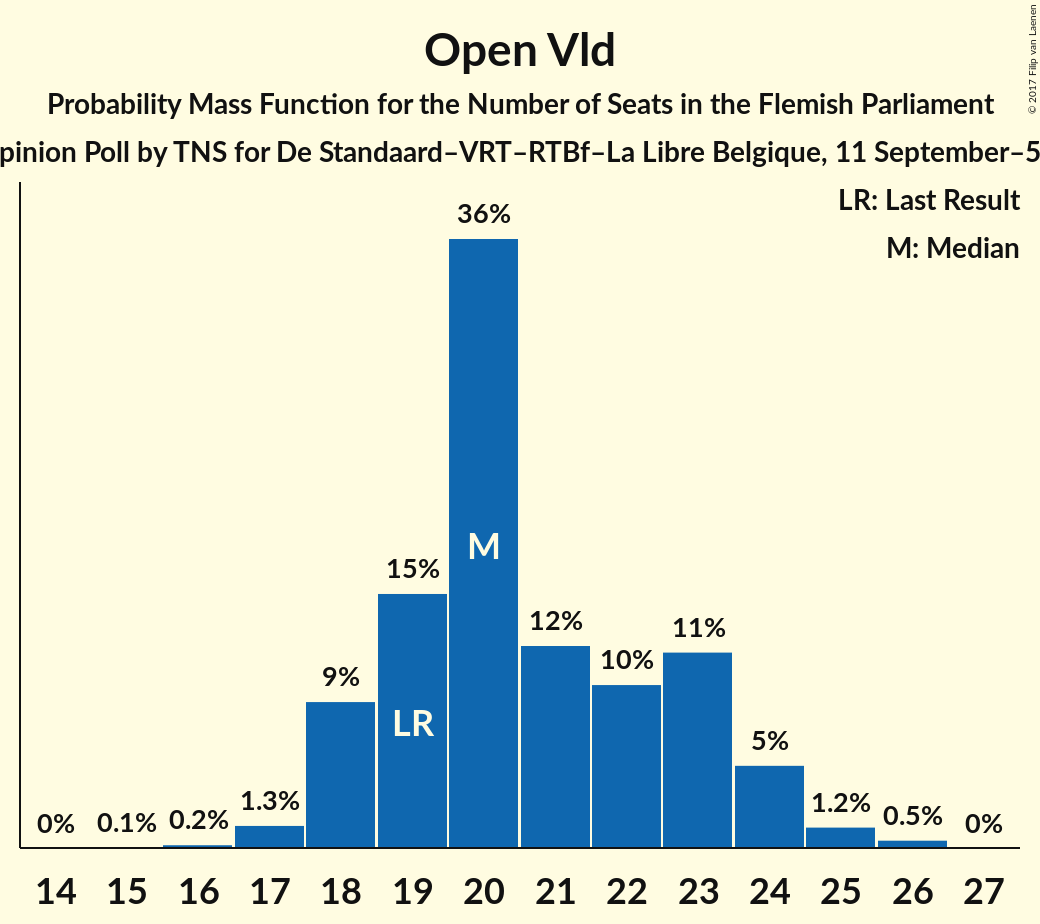 Open Vld
Probability Mass Function for the Number of Seats in the Flemish Parliament
pinion Poll by TNS for De Standaard–VRT–RTBf–La Libre Belgique, 11 September–5
© 2017 Filip van Laenen
LR: Last Result
M: Median
36%
M
15%
LR
12%
11%
10%
9%
5%
0% 0.1% 0.2% 1.3% 1.2% 0.5% 0%
14 15 16 17 18 19 20 21 22 23 24 25 26 27